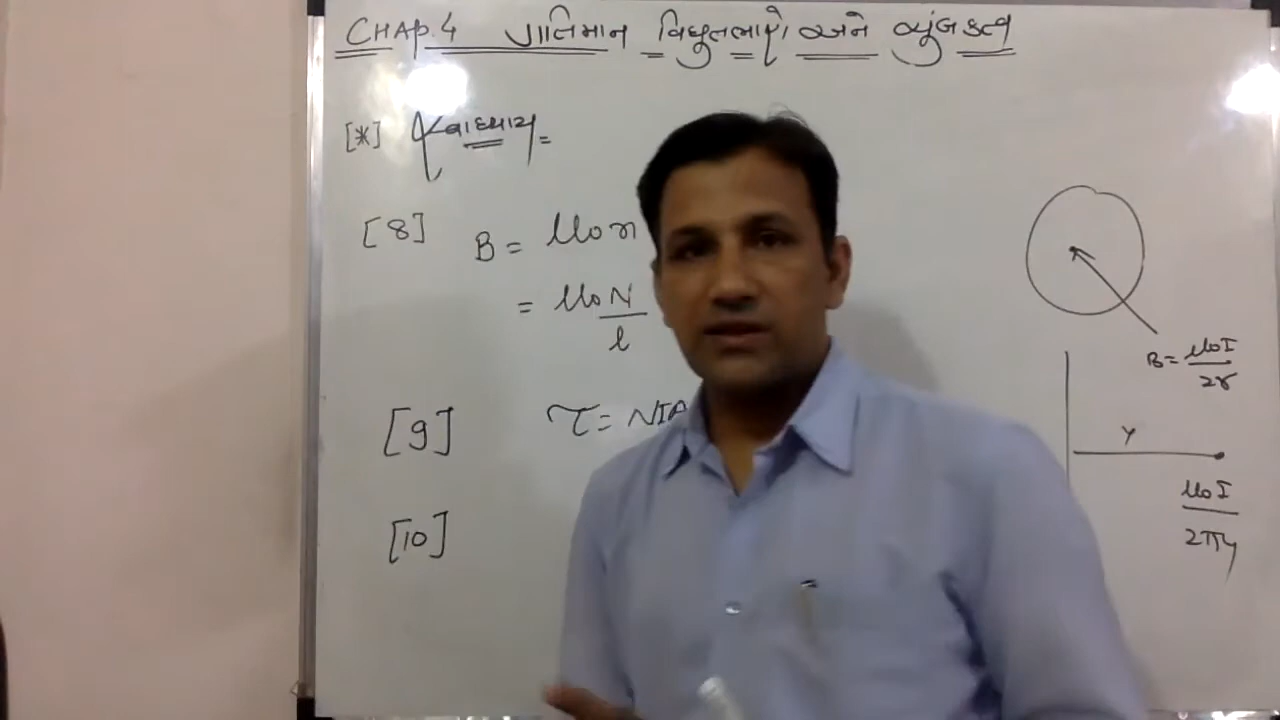 CHAP.4 ગતિમાન વિદ્યુતભારો અને ચુંબકત્વ
[*] સ્વાધ્યાય =
[8] B = μ₀n
= μ₀N/l
B = μ₀I/2r
[9] τ = NIA
Y
μ₀I/2πy
[10]